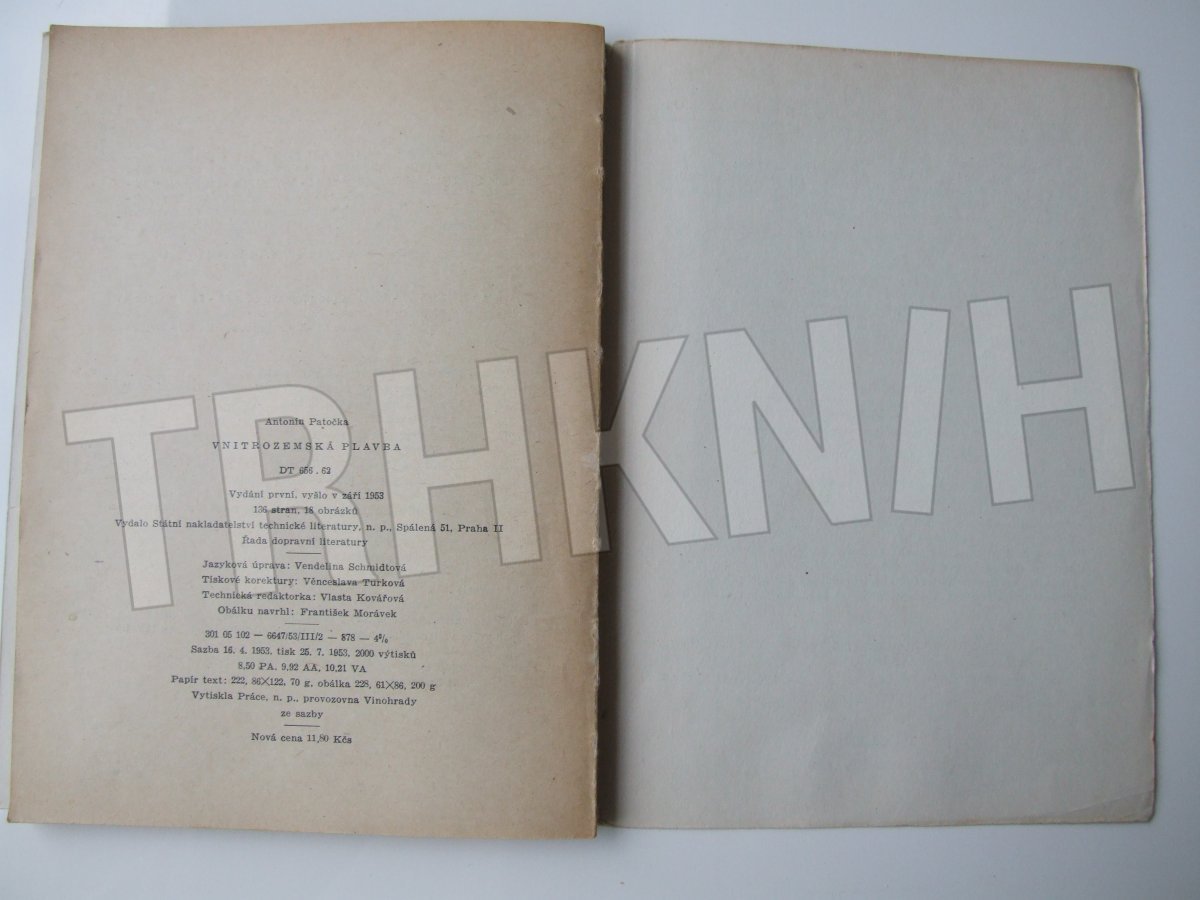 Antonín Patočka
VNITROZEMSKÁ PLAVBA
DT 656.62
Vydání první, vyšlo v září 1953
136 stran, 16 obrázků
Vydalo Státní nakladatelství technické literatury, n. p., Spálená 51, Praha II
Řada dopravní literatury
Jazyková úprava: Vendelina Schmidtová
Tiskové korektury: Věnceslava Turková
Technická redaktorka: Vlasta Kovářová
Obálku navrhl: František Morávek
301 05 102 — 6647/53/III/2 — 878 — 4%
Sazba 16. 4. 1953, tisk 25. 7. 1953, 2000 výtisků
8,50 PA, 9,92 AA, 10,21 VA
Papír text: 222, 86×122, 70 g, obálka 228, 61×86, 200 g
Vytiskla Práce, n. p., provozovna Vinohrady
ze sazby
Nová cena 11,80 Kčs
TRHKNIH